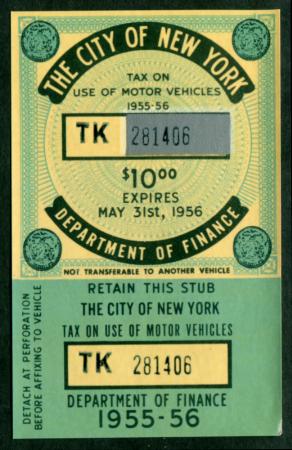 THE CITY OF NEW YORK
TAX ON
USE OF MOTOR VEHICLES
1955-56
TK 281406
$10.00
EXPIRES
MAY 31st, 1956
DEPARTMENT OF FINANCE
NOT TRANSFERABLE TO ANOTHER VEHICLE
DETACH AT PERFORATION
BEFORE AFFIXING TO VEHICLE
RETAIN THIS STUB
THE CITY OF NEW YORK
TAX ON USE OF MOTOR VEHICLES
TK 281406
DEPARTMENT OF FINANCE
1955-56